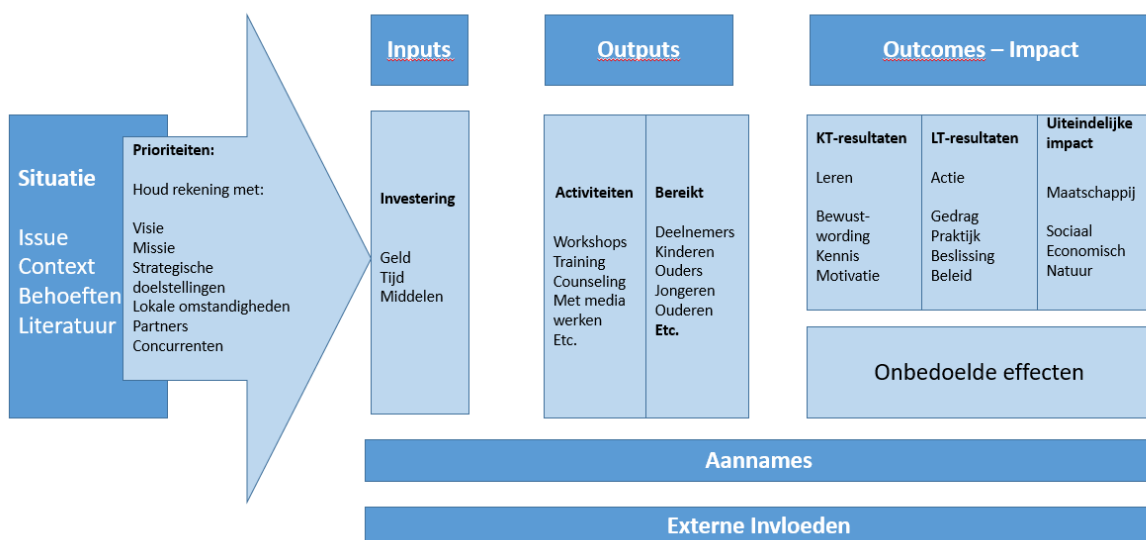 Inputs
Outputs
Outcomes – Impact
Situatie
Issue
Context
Behoeften
Literatuur
Prioriteiten:
Houd rekening met:
Visie
Missie
Strategische
doelstellingen
Lokale omstandigheden
Partners
Concurrenten
Investering
Geld
Tijd
Middelen
Activiteiten
Workshops
Training
Counseling
Met media
werken
Etc.
Bereikt
Deelnemers
Kinderen
Ouders
Jongeren
Ouderen
Etc.
KT-resultaten
Leren
Bewust-
wording
Kennis
Motivatie
LT-resultaten
Actie
Gedrag
Praktijk
Beslissing
Beleid
Uiteindelijke
impact
Maatschappij
Sociaal
Economisch
Natuur
Onbedoelde effecten
Aannames
Externe Invloeden